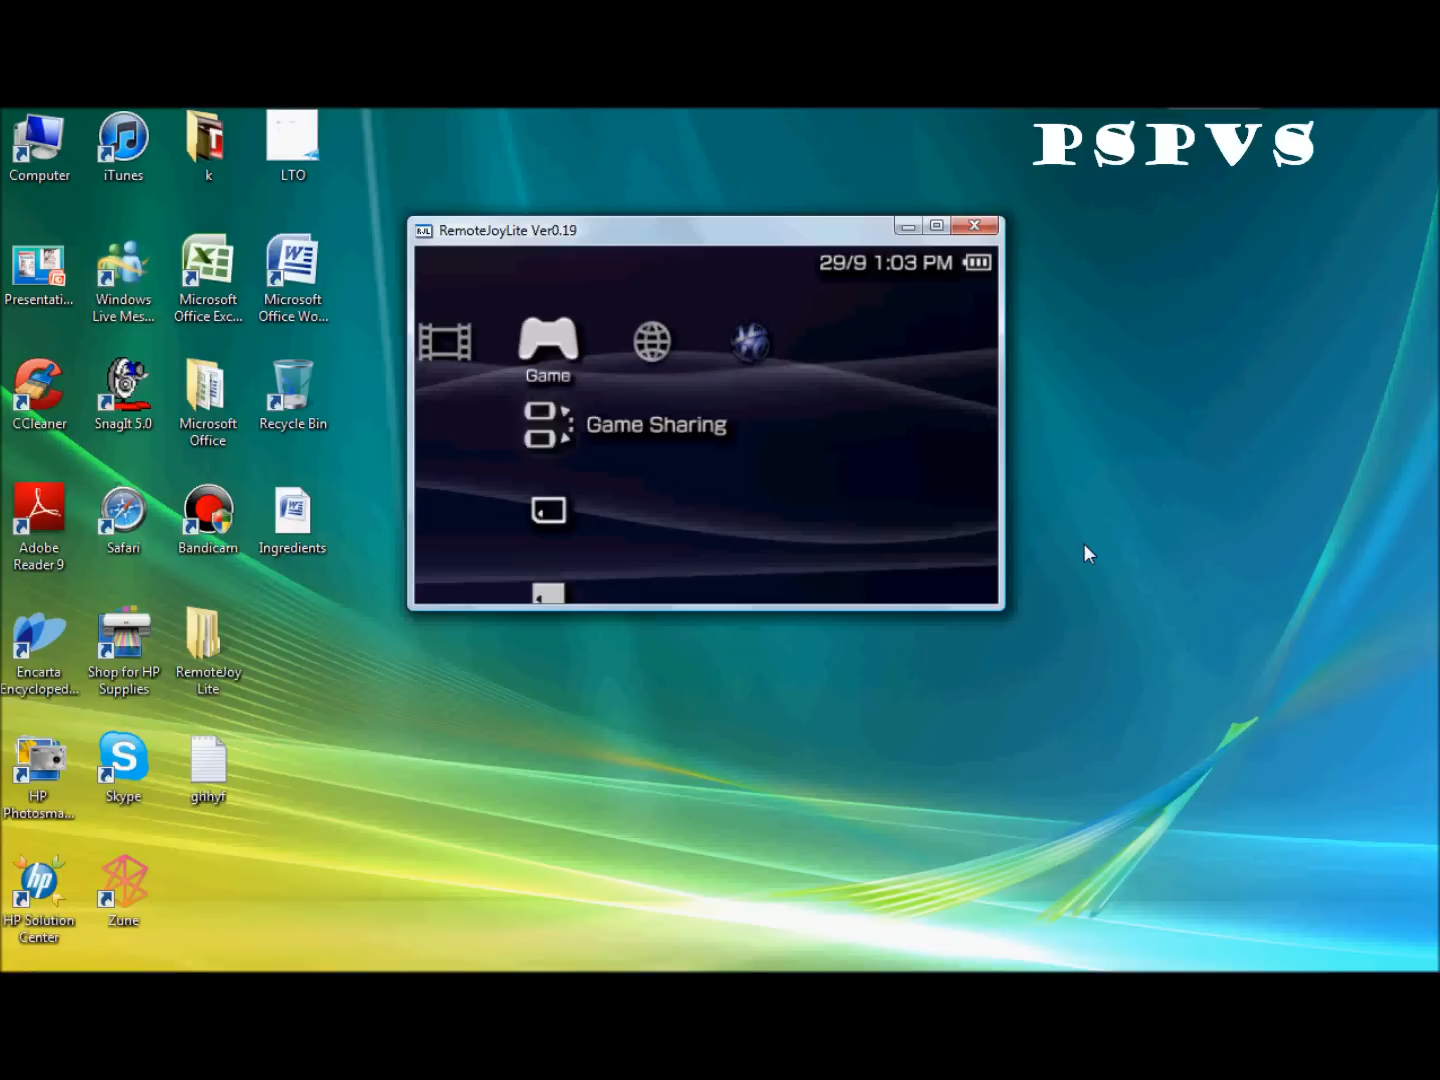 PSPVS
Computer
iTunes
k
LTO
RemoteJoyLite Ver0.19
29/9 1:03 PM
Game
Game Sharing
Presentati...
Windows
Live Mes...
Microsoft
Office Exc...
Microsoft
Office Wo...
CCleaner
SnagIt 5.0
Microsoft
Office
Recycle Bin
Adobe
Reader 9
Safari
Bandicam
Ingredients
Encarta
Encycloped...
Shop for HP
Supplies
RemoteJoy
Lite
HP
Photosma...
Skype
ghhyf
HP Solution
Center
Zune